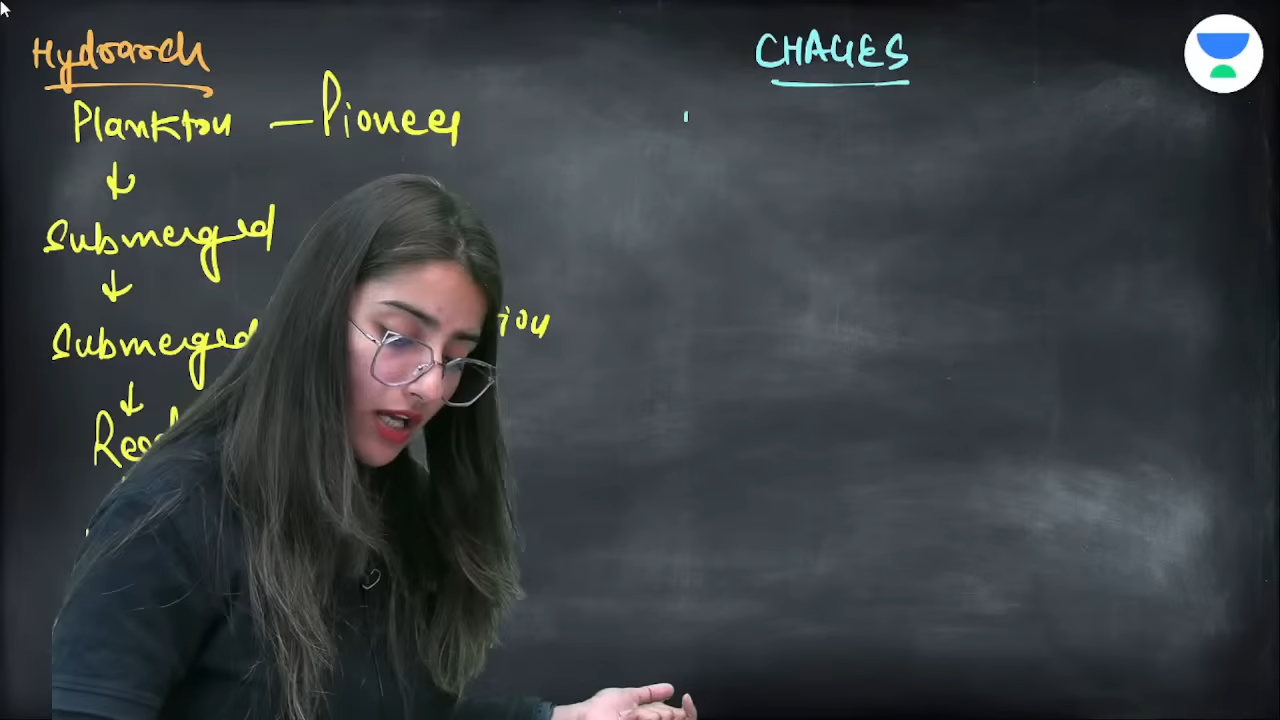 Hydrarch
CHAGES
Plankton — Pioneer
↓
Submerged
↓
Submerged
↓